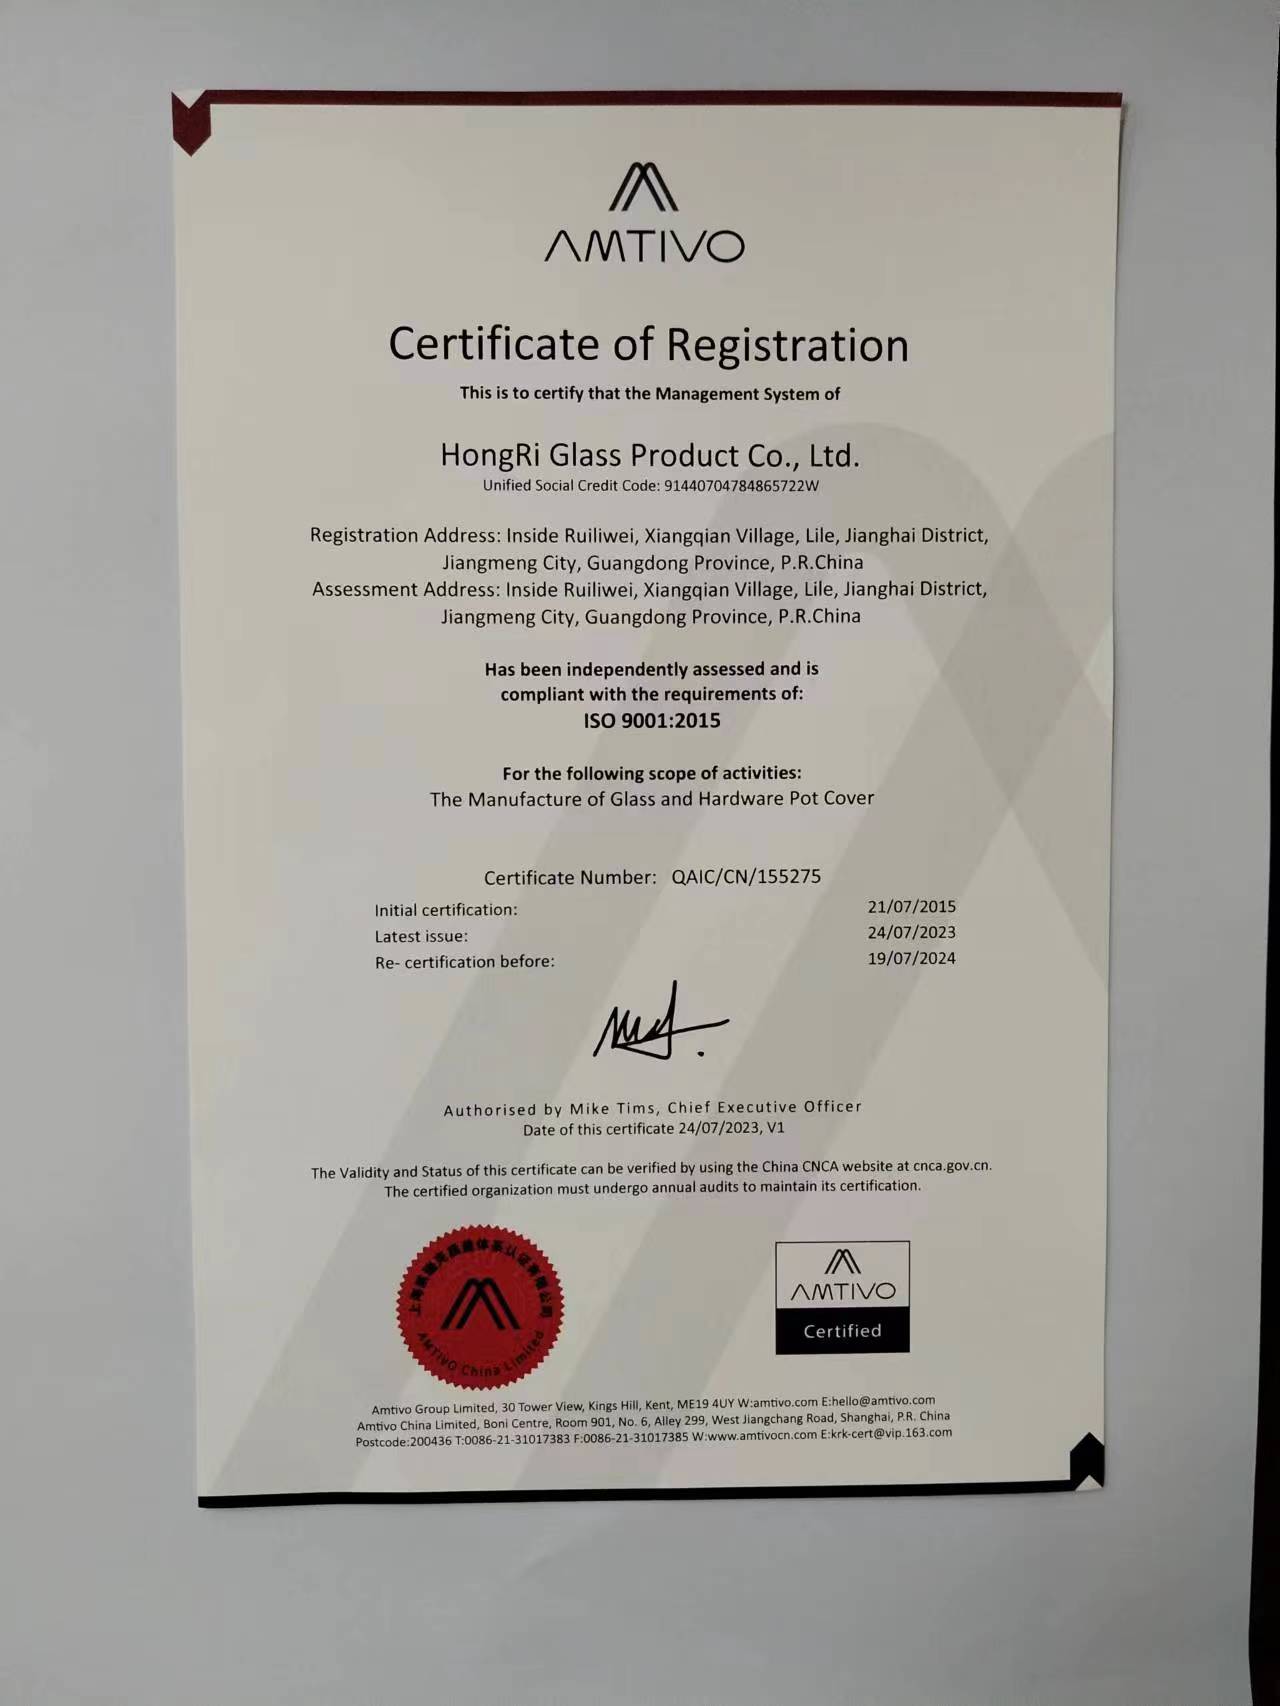 AMTIVO
Certificate of Registration
This is to certify that the Management System of
HongRi Glass Product Co., Ltd.
Unified Social Credit Code: 91440704784865722W
Registration Address: Inside Ruiliwei, Xiangqian Village, Lile, Jianghai District,
Jiangmeng City, Guangdong Province, P.R.China
Assessment Address: Inside Ruiliwei, Xiangqian Village, Lile, Jianghai District,
Jiangmeng City, Guangdong Province, P.R.China
Has been independently assessed and is
compliant with the requirements of:
ISO 9001:2015
For the following scope of activities:
The Manufacture of Glass and Hardware Pot Cover
Certificate Number: QAIC/CN/155275
Initial certification: 21/07/2015
Latest issue: 24/07/2023
Re- certification before: 19/07/2024
Authorised by Mike Tims, Chief Executive Officer
Date of this certificate 24/07/2023, V1
The Validity and Status of this certificate can be verified by using the China CNCA website at cnca.gov.cn.
The certified organization must undergo annual audits to maintain its certification.
体系认证有限公司
AMTIVO China Limited
AMTIVO
Certified
Amtivo Group Limited, 30 Tower View, Kings Hill, Kent, ME19 4UY W:amtivo.com E:hello@amtivo.com
Amtivo China Limited, Boni Centre, Room 901, No. 6, Alley 299, West Jiangchang Road, Shanghai, P.R. China
Postcode:200436 T:0086-21-31017383 F:0086-21-31017385 W:www.amtivocn.com E:krk-cert@vip.163.com